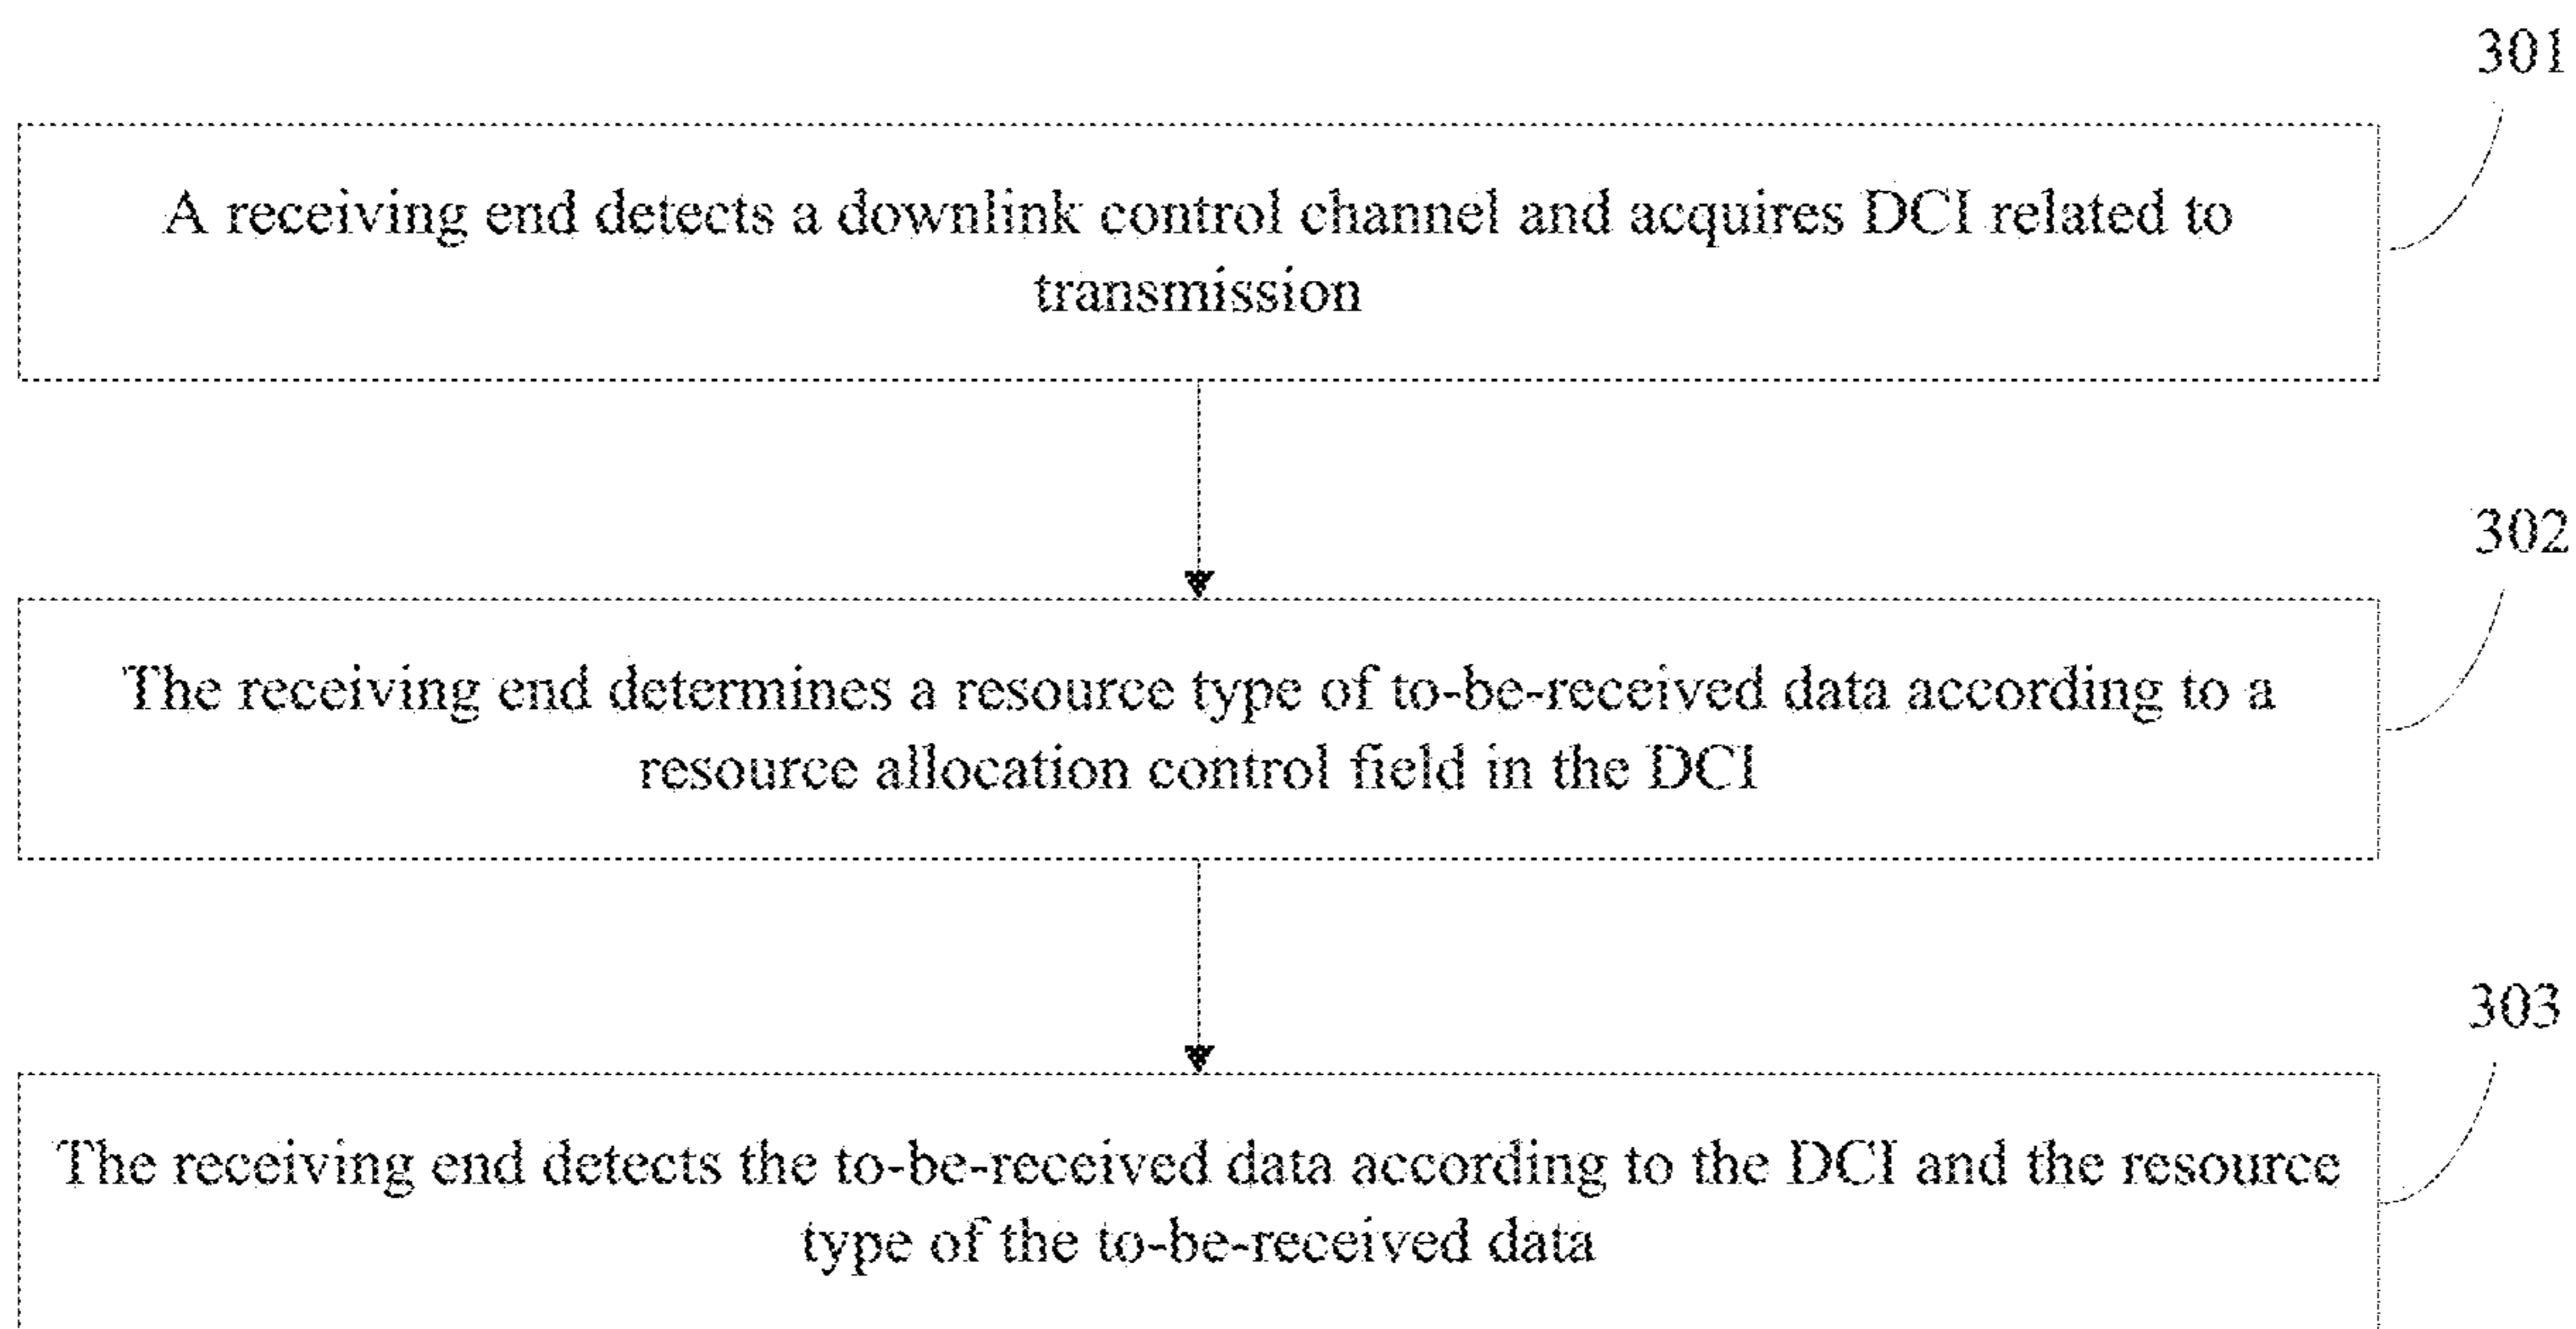 301
A receiving end detects a downlink control channel and acquires DCI related to
transmission
302
The receiving end determines a resource type of to-be-received data according to a
resource allocation control field in the DCI
303
The receiving end detects the to-be-received data according to the DCI and the resource
type of the to-be-received data